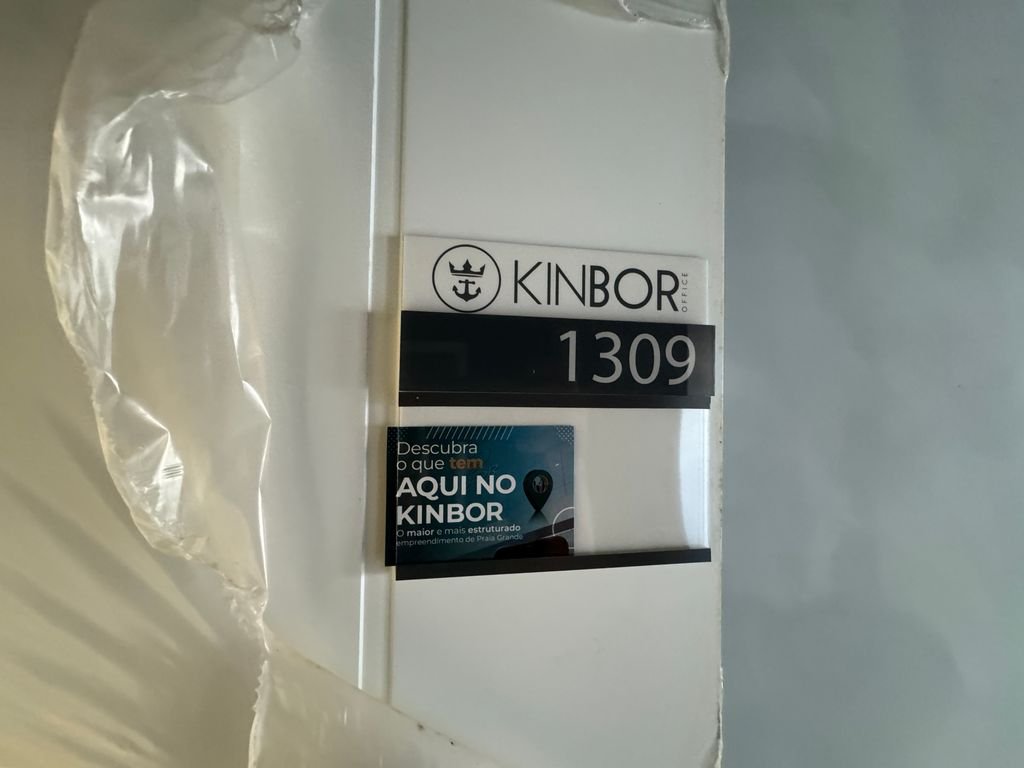 KINBOR OFFICE
1309
Descubra
o que tem
AQUI NO
KINBOR
O maior e mais estruturado
empreendimento de Praia Grande